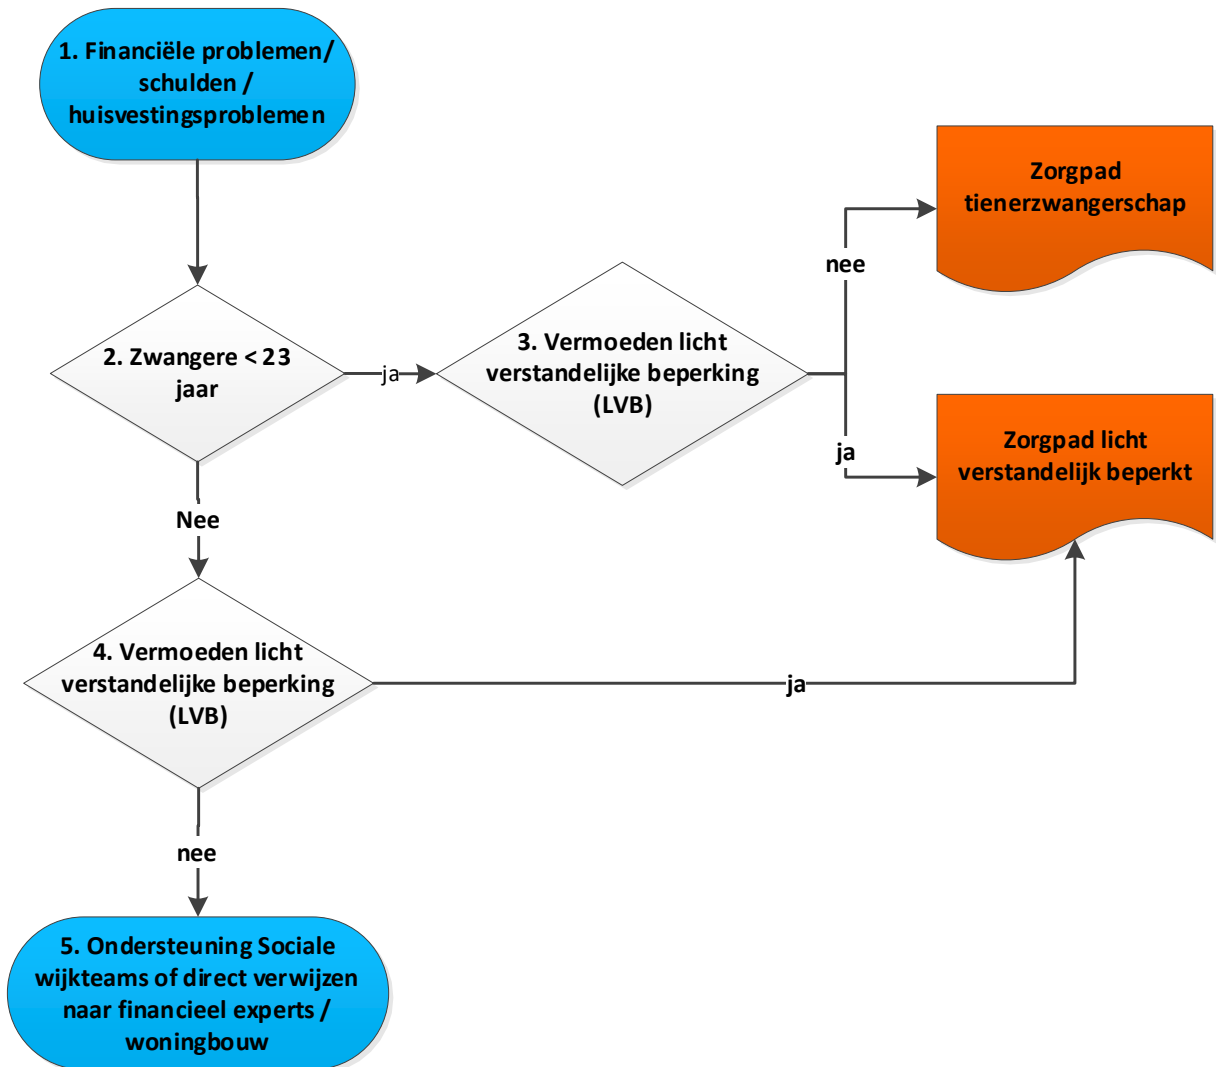 1. Financiële problemen/
schulden /
huisvestingsproblemen
Zorgpad
tienerzwangerschap
nee
2. Zwangere < 23
jaar
ja
3. Vermoeden licht
verstandelijke beperking
(LVB)
ja
Zorgpad licht
verstandelijk beperkt
Nee
4. Vermoeden licht
verstandelijke beperking
(LVB)
ja
nee
5. Ondersteuning Sociale
wijkteams of direct verwijzen
naar financieel experts /
woningbouw